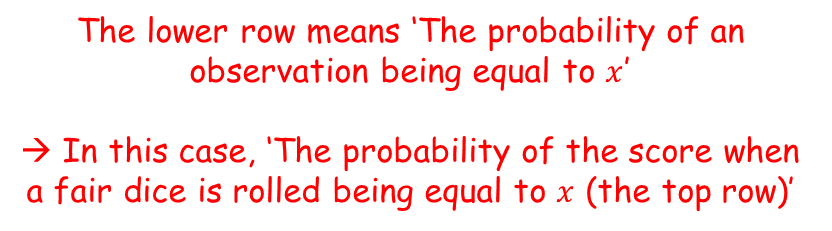 The lower row means ‘The probability of an
observation being equal to 𝑥’
→ In this case, ‘The probability of the score when
a fair dice is rolled being equal to 𝑥 (the top row)’